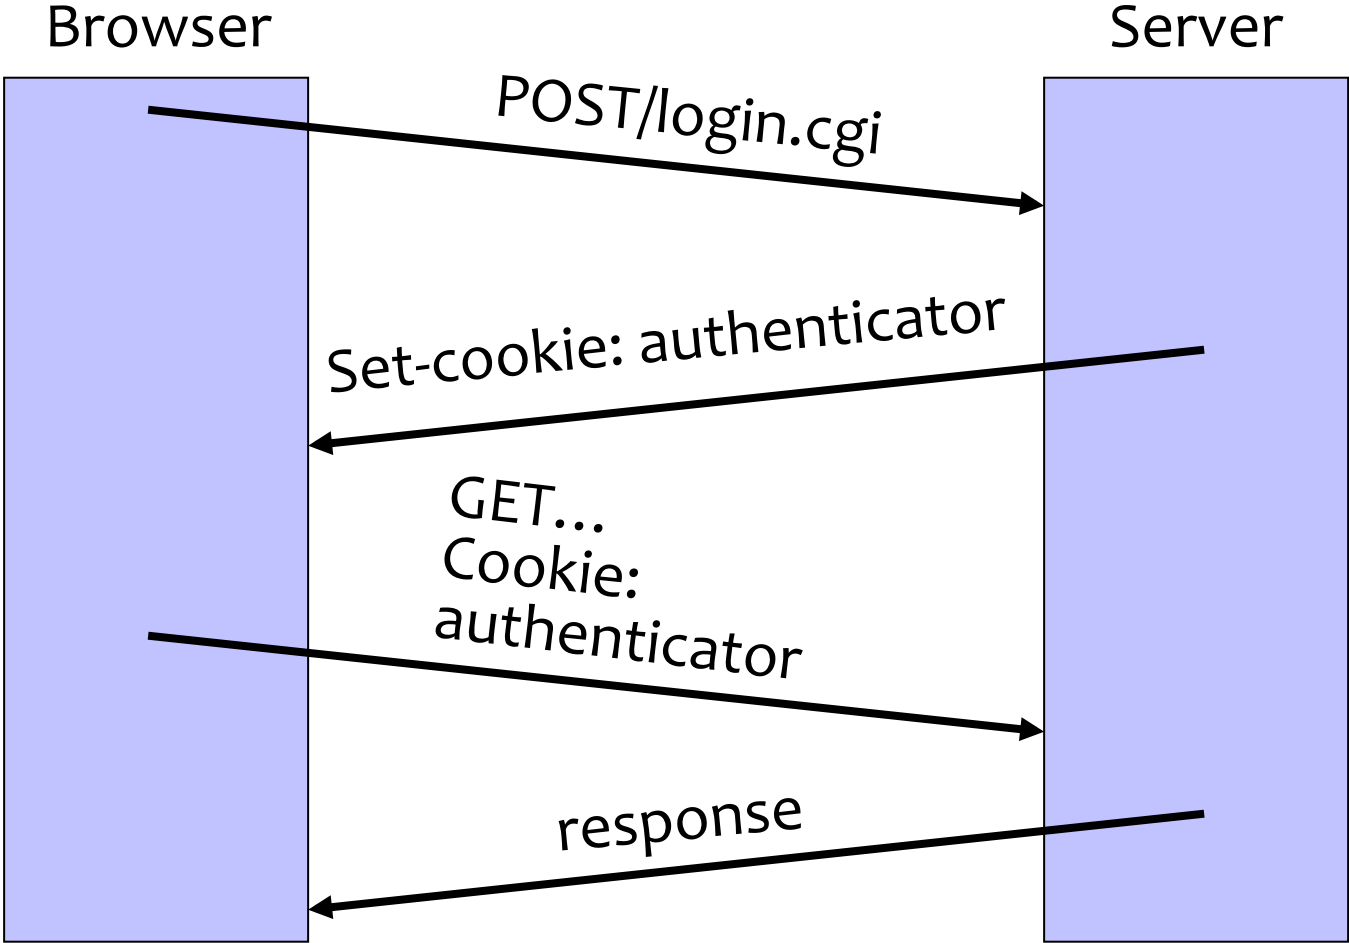 Browser
Server
POST/login.cgi
Set-cookie: authenticator
GET...
Cookie:
authenticator
response